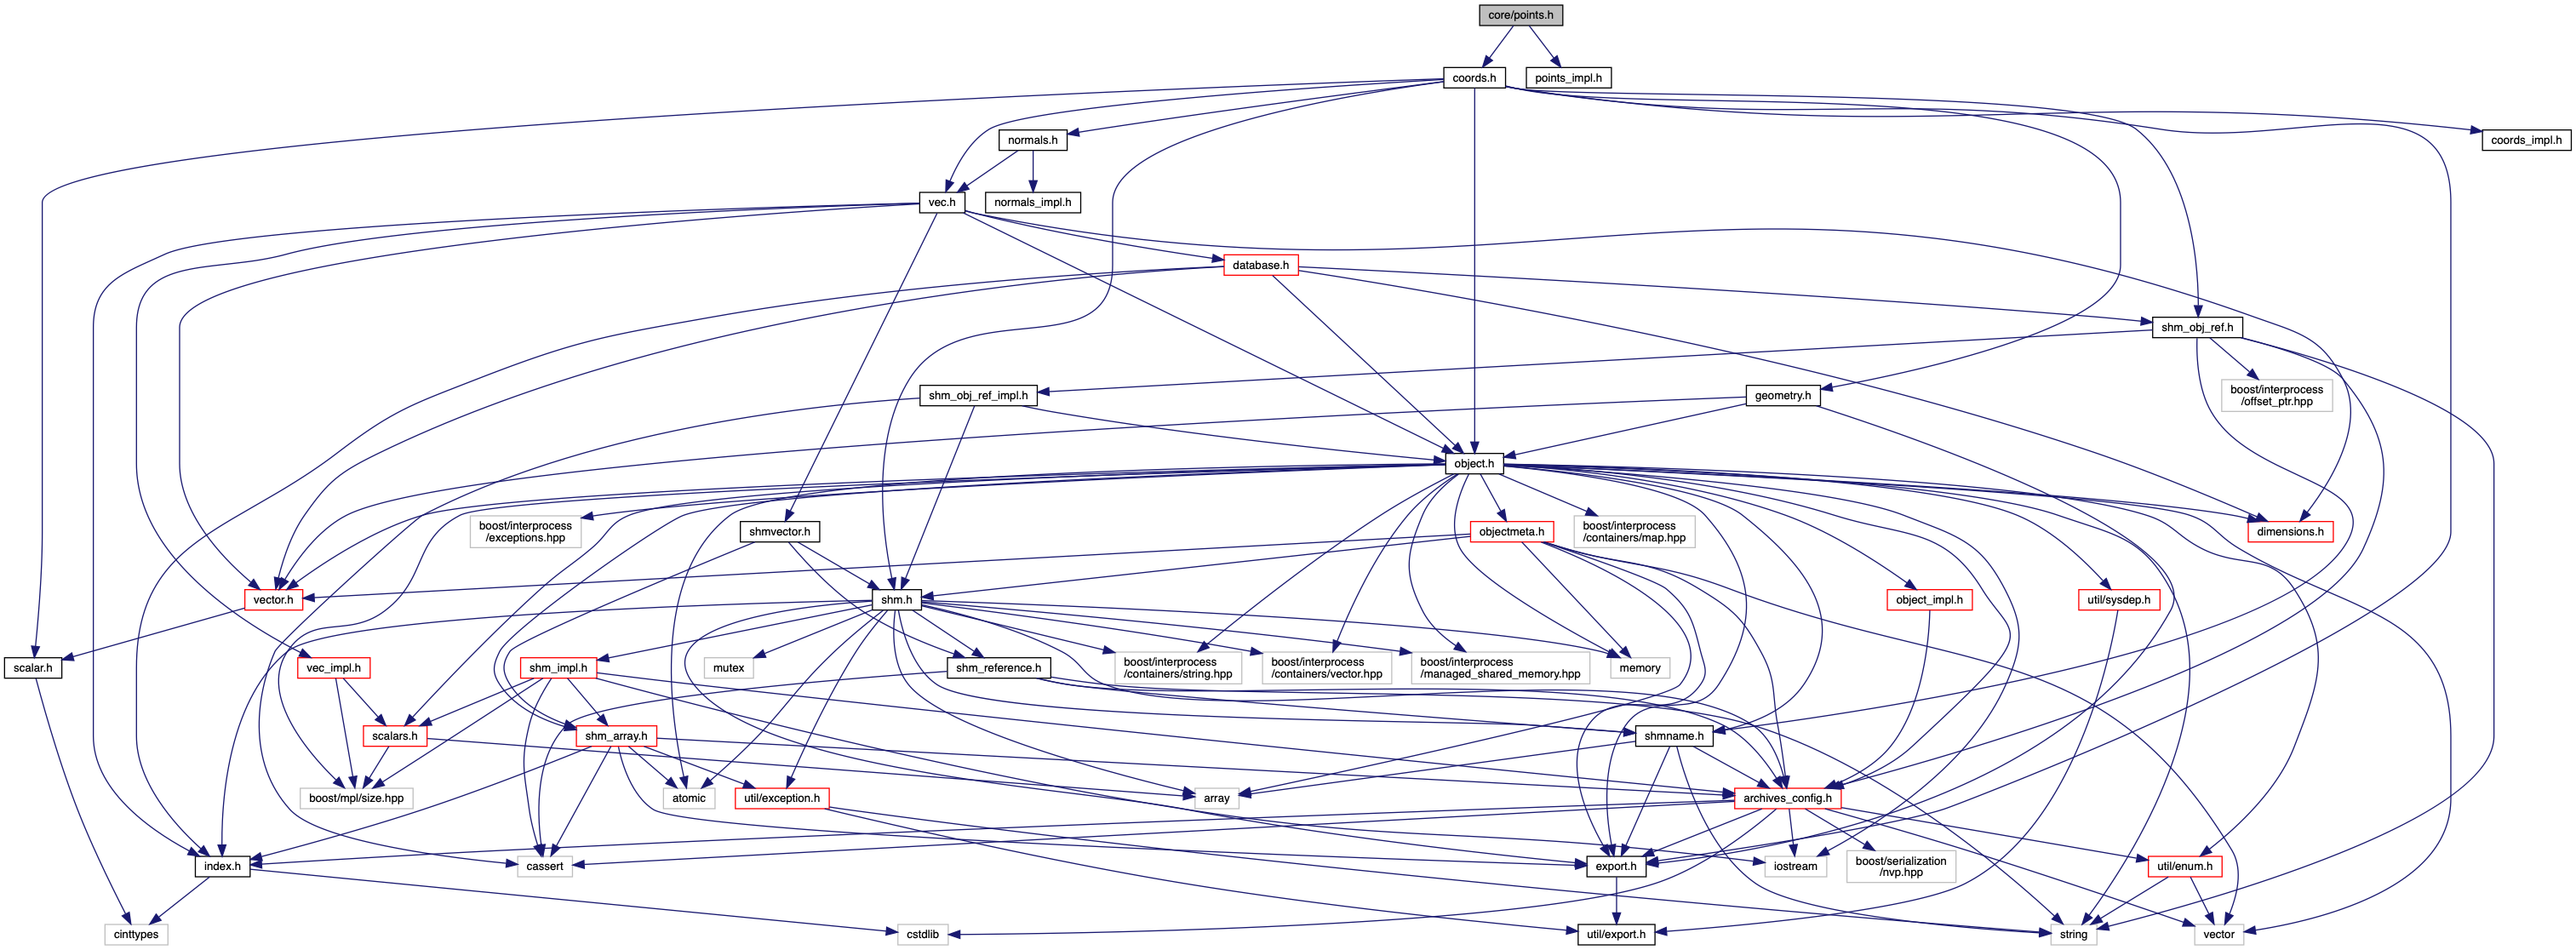 core/points.h
coords.h
points_impl.h
normals.h
coords_impl.h
vec.h
normals_impl.h
database.h
shm_obj_ref.h
shm_obj_ref_impl.h
geometry.h
boost/interprocess
/offset_ptr.hpp
object.h
boost/interprocess
/exceptions.hpp
shmvector.h
objectmeta.h
boost/interprocess
/containers/map.hpp
dimensions.h
vector.h
shm.h
object_impl.h
util/sysdep.h
scalar.h
vec_impl.h
shm_impl.h
mutex
shm_reference.h
boost/interprocess
/containers/string.hpp
boost/interprocess
/containers/vector.hpp
boost/interprocess
/managed_shared_memory.hpp
memory
scalars.h
shm_array.h
shmname.h
boost/mpl/size.hpp
atomic
util/exception.h
array
archives_config.h
index.h
cassert
export.h
iostream
boost/serialization
/nvp.hpp
util/enum.h
cinttypes
cstdlib
util/export.h
string
vector